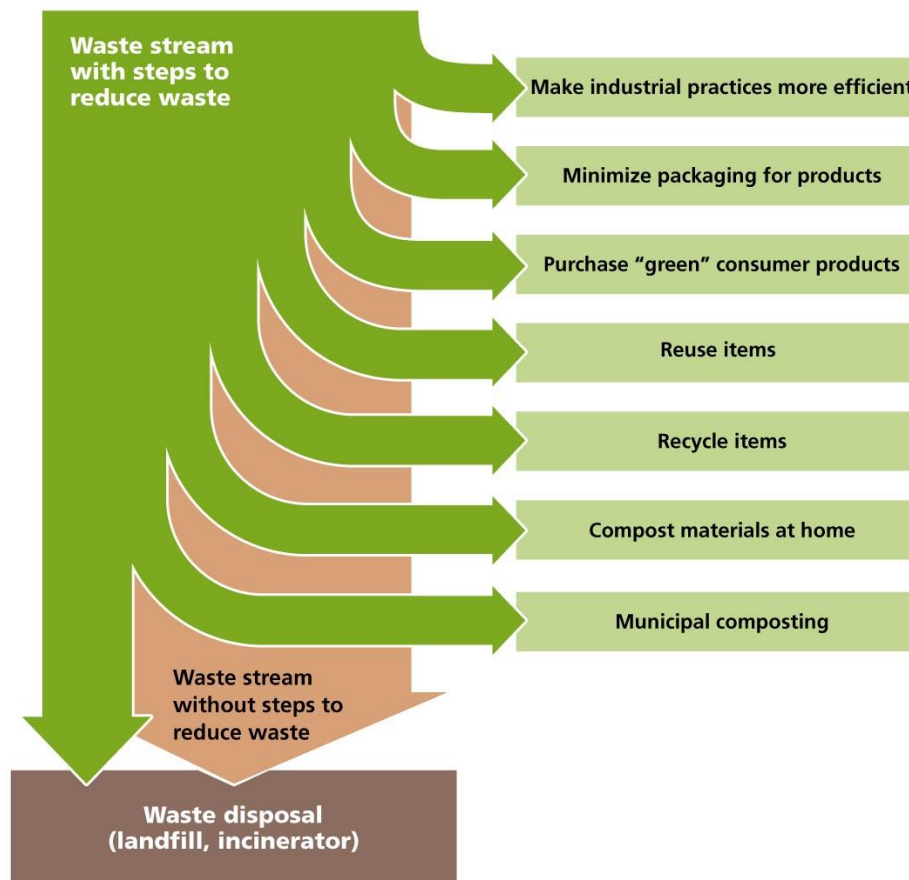 Waste stream
with steps to
reduce waste
Make industrial practices more efficient
Minimize packaging for products
Purchase “green” consumer products
Reuse items
Recycle items
Compost materials at home
Municipal composting
Waste stream
without steps to
reduce waste
Waste disposal
(landfill, incinerator)